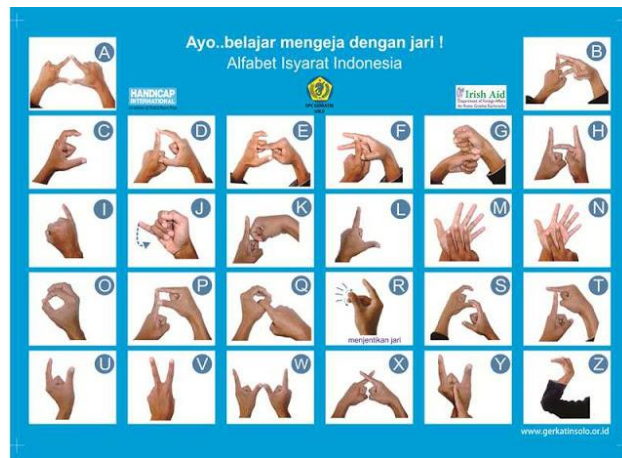 Ayo..belajar mengeja dengan jari !
Alfabet Isyarat Indonesia
A
B
HANDICAP
INTERNATIONAL
Irish Aid
C
D
E
F
G
H
I
J
K
L
M
N
O
P
Q
R
menjentikan jari
S
T
U
V
W
X
Y
Z
www.gerkatinsolo.or.id